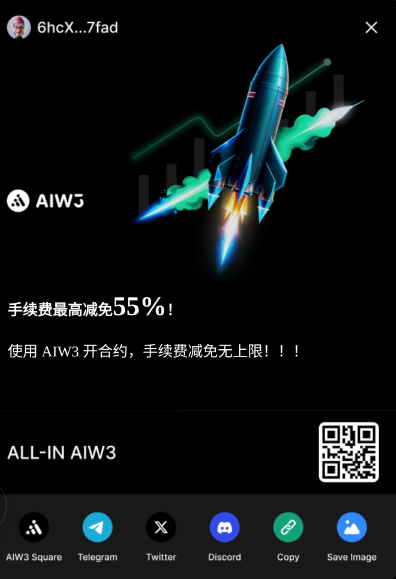 6hcX...7fad
AIW3
手续费最高减免55%！
使用 AIW3 开合约，手续费减免无上限！！！
ALL-IN AIW3
AIW3 Square
Telegram
Twitter
Discord
Copy
Save Image